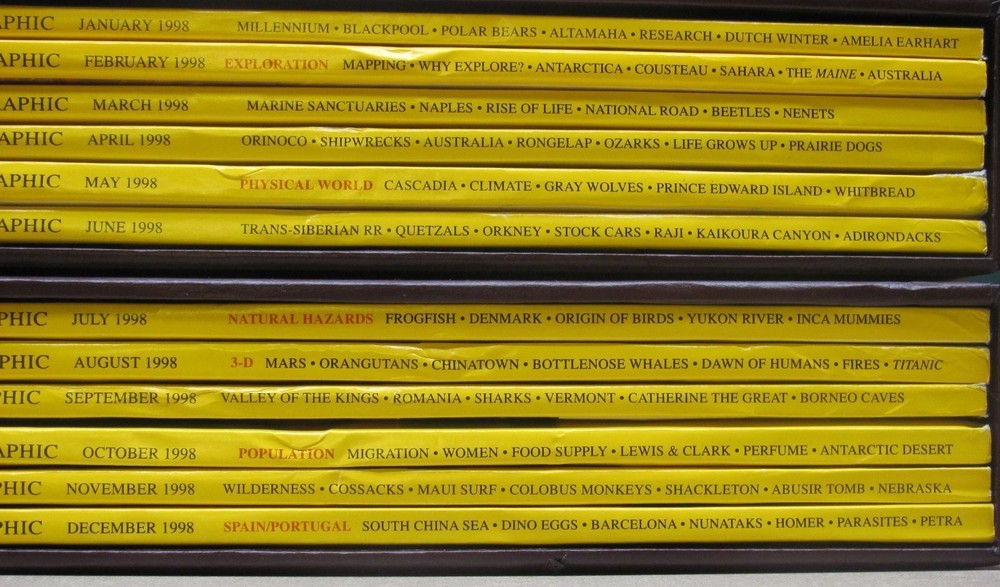 APHIC JANUARY 1998 MILLENNIUM • BLACKPOOL • POLAR BEARS • ALTAMAHA • RESEARCH • DUTCH WINTER • AMELIA EARHART
APHIC FEBRUARY 1998 EXPLORATION MAPPING • WHY EXPLORE? • ANTARCTICA • COUSTEAU • SAHARA • THE MAINE • AUSTRALIA
RAPHIC MARCH 1998 MARINE SANCTUARIES • NAPLES • RISE OF LIFE • NATIONAL ROAD • BEETLES • NENETS
APHIC APRIL 1998 ORINOCO • SHIPWRECKS • AUSTRALIA • RONGELAP • OZARKS • LIFE GROWS UP • PRAIRIE DOGS
APHIC MAY 1998 PHYSICAL WORLD CASCADIA • CLIMATE • GRAY WOLVES • PRINCE EDWARD ISLAND • WHITBREAD
APHIC JUNE 1998 TRANS-SIBERIAN RR • QUETZALS • ORKNEY • STOCK CARS • RAJI • KAIKOURA CANYON • ADIRONDACKS
PHIC JULY 1998 NATURAL HAZARDS FROGFISH • DENMARK • ORIGIN OF BIRDS • YUKON RIVER • INCA MUMMIES
PHIC AUGUST 1998 3-D MARS • ORANGUTANS • CHINATOWN • BOTTLENOSE WHALES • DAWN OF HUMANS • FIRES • TITANIC
HIC SEPTEMBER 1998 VALLEY OF THE KINGS • ROMANIA • SHARKS • VERMONT • CATHERINE THE GREAT • BORNEO CAVES
APHIC OCTOBER 1998 POPULATION MIGRATION • WOMEN • FOOD SUPPLY • LEWIS & CLARK • PERFUME • ANTARCTIC DESERT
PHIC NOVEMBER 1998 WILDERNESS • COSSACKS • MAUI SURF • COLOBUS MONKEYS • SHACKLETON • ABUSIR TOMB • NEBRASKA
PHIC DECEMBER 1998 SPAIN/PORTUGAL SOUTH CHINA SEA • DINO EGGS • BARCELONA • NUNATAKS • HOMER • PARASITES • PETRA